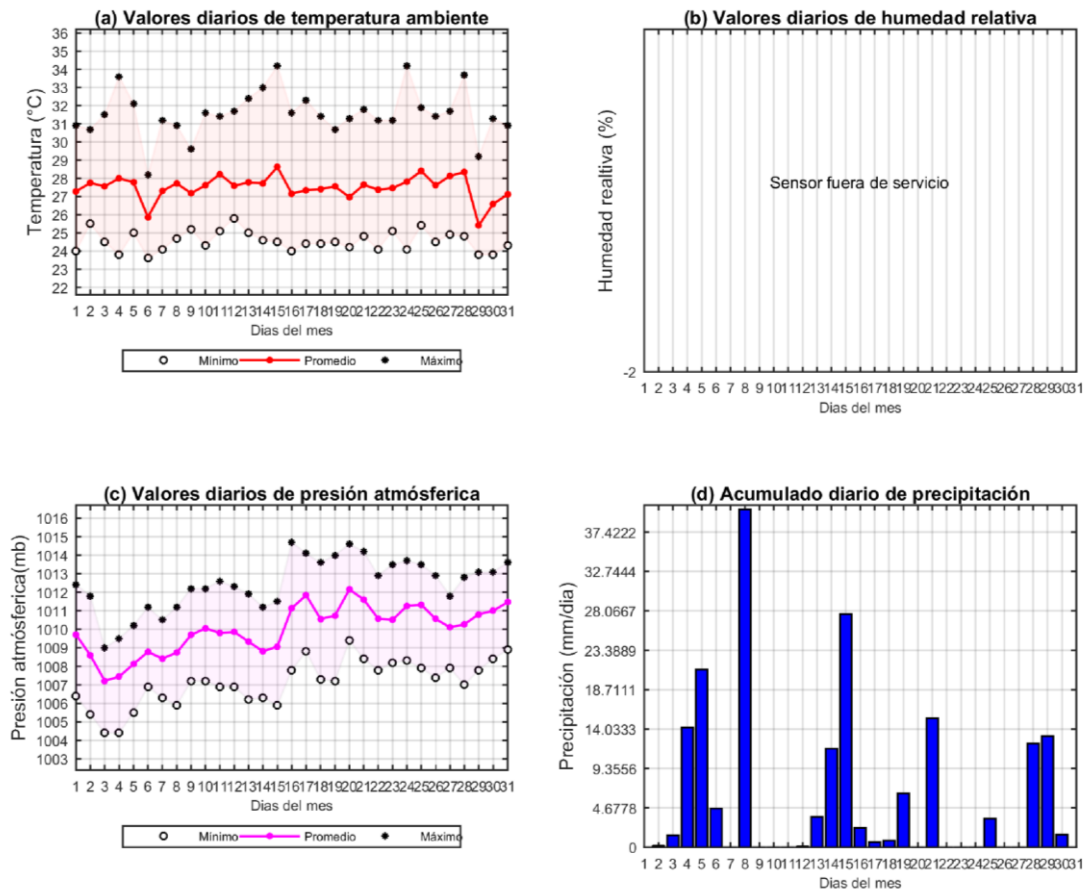 (a) Valores diarios de temperatura ambiente
36
35
34
33
32
31
30
29
28
27
26
25
24
23
22
Temperatura (°C)
1 2 3 4 5 6 7 8 9 10 11 12 13 14 15 16 17 18 19 20 21 22 23 24 25 26 27 28 29 30 31
Dias del mes
Minimo Promedio Máximo
(b) Valores diarios de humedad relativa
Humedad realtiva (%)
Sensor fuera de servicio
-2
1 2 3 4 5 6 7 8 9 10 11 12 13 14 15 16 17 18 19 20 21 22 23 24 25 26 27 28 29 30 31
Dias del mes
(c) Valores diarios de presión atmósferica
1016
1015
1014
1013
1012
1011
1010
1009
1008
1007
1006
1005
1004
1003
Presión atmósferica(mb)
1 2 3 4 5 6 7 8 9 10 11 12 13 14 15 16 17 18 19 20 21 22 23 24 25 26 27 28 29 30 31
Dias del mes
Minimo Promedio Máximo
(d) Acumulado diario de precipitación
37.4222
32.7444
28.0667
23.3889
18.7111
14.0333
9.3556
4.6778
0
Precipitación (mm/dia)
1 2 3 4 5 6 7 8 9 10 11 12 13 14 15 16 17 18 19 20 21 22 23 24 25 26 27 28 29 30 31
Dias del mes